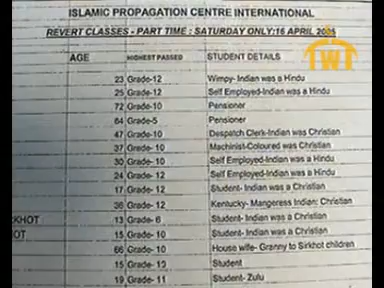 ISLAMIC PROPAGATION CENTRE INTERNATIONAL
REVERT CLASSES - PART TIME : SATURDAY ONLY:16 APRIL 2005
AGE HIGHEST PASSED STUDENT DETAILS
23 Grade-12 Wimpy- Indian was a Hindu
25 Grade-12 Self Employed-Indian was a Hindu
72 Grade-10 Pensioner
64 Grade-5 Pensioner
47 Grade-10 Despatch Clerk-Indian was Christian
37 Grade- 10 Machinist-Coloured was Christian
30 Grade-10 Self Employed-Indian was a Hindu
24 Grade- 12 Self Employed-Indian was a Hindu
17 Grade-12 Student- Indian was a Christian
36 Grade-12 Kentucky- Mangeress Indian: Christian
KHOT 13 Grade- 6 Student- Indian was a Christian
OT 15 Grade- 10 Student- Indian was a Christian
66 Grade- 10 House wife- Granny to Sirkhot children
15 Grade- 10 Student
19 Grade- 11 Student- Zulu